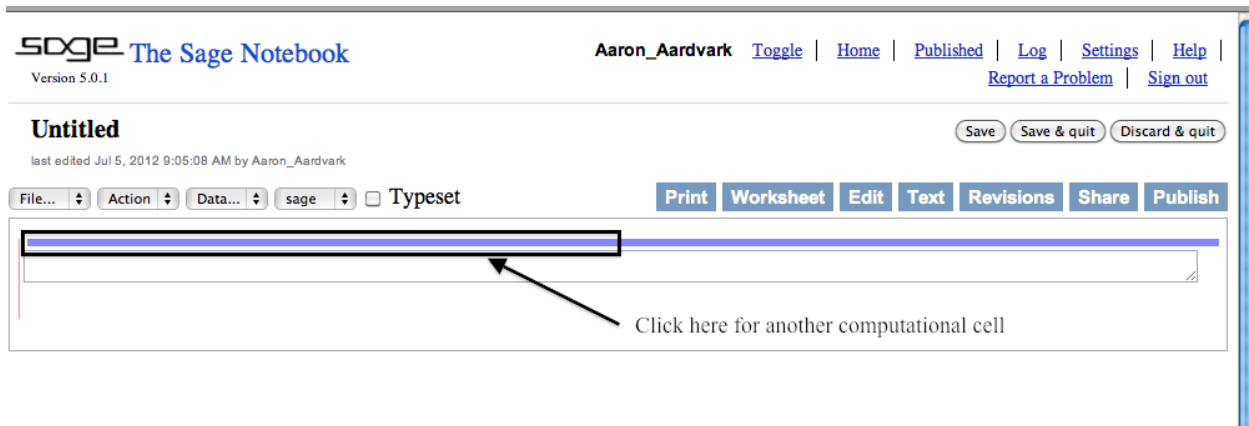 sage The Sage Notebook
Version 5.0.1
Aaron_Aardvark Toggle Home Published Log Settings Help
Report a Problem Sign out
Untitled
last edited Jul 5, 2012 9:05:08 AM by Aaron_Aardvark
Save Save & quit Discard & quit
File... Action Data... sage Typeset
Print Worksheet Edit Text Revisions Share Publish
Click here for another computational cell